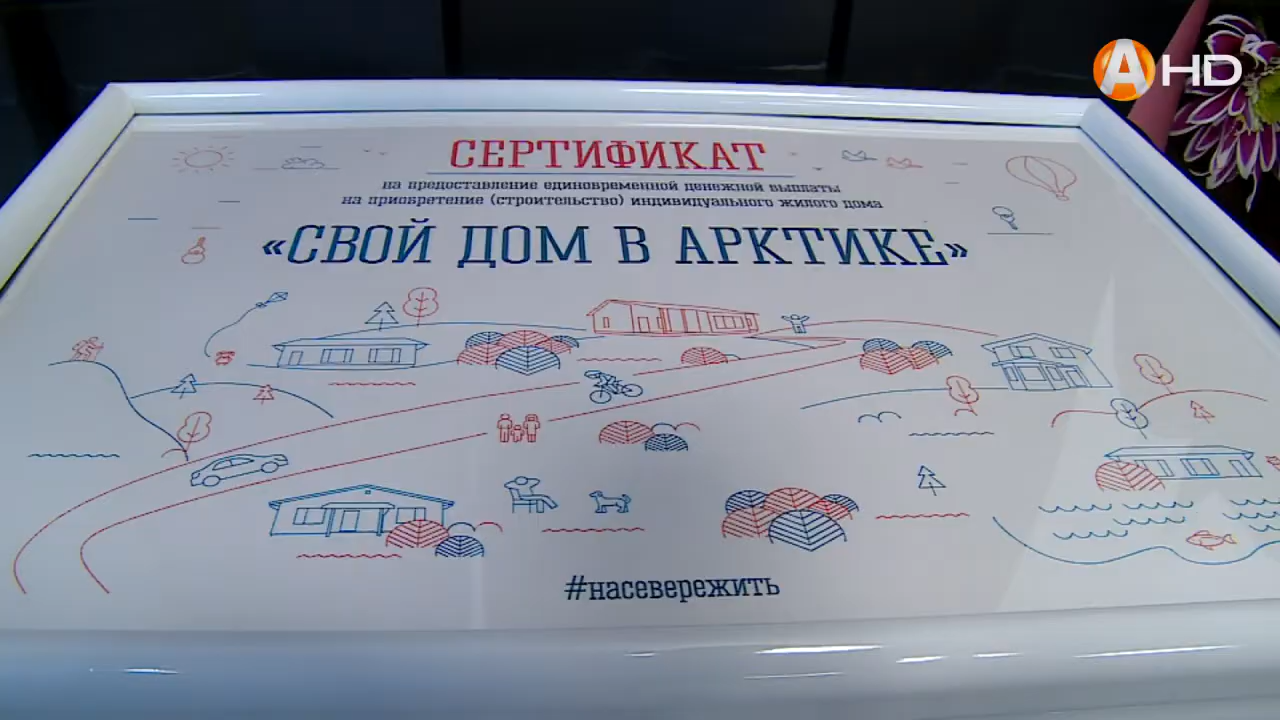 A HD
СЕРТИФИКАТ
на предоставление единовременной денежной выплаты
на приобретение (строительство) индивидуального жилого дома
«СВОЙ ДОМ В АРКТИКЕ»
#насевережить